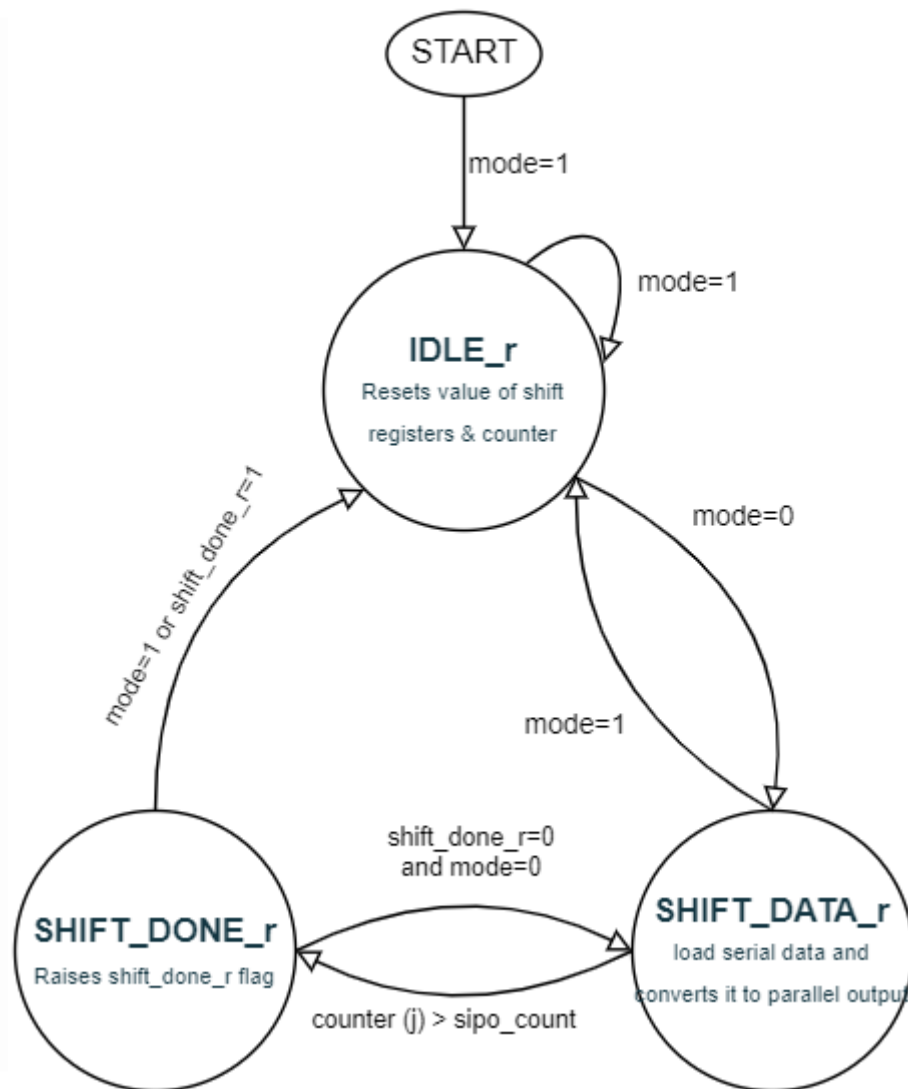 START
mode=1
mode=1
IDLE_r
Resets value of shift
registers & counter
mode=0
mode=1 or shift_done_r=1
mode=1
shift_done_r=0
and mode=0
SHIFT_DONE_r
Raises shift_done_r flag
SHIFT_DATA_r
load serial data and
converts it to parallel output
counter (j) > sipo_count